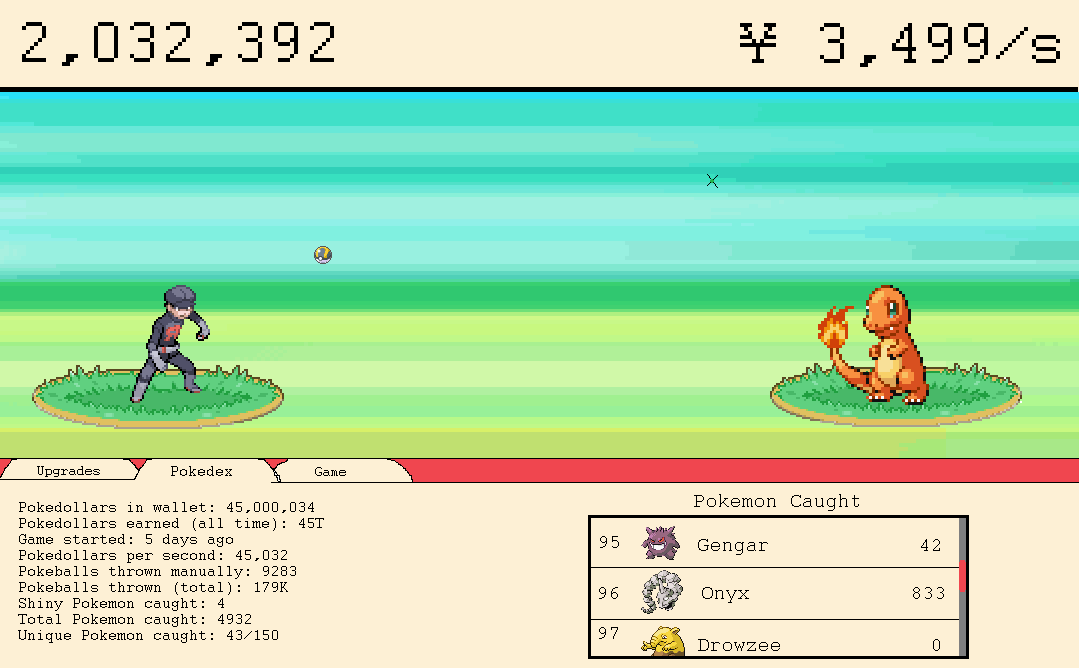 2,032,392
¥ 3,499/s
Upgrades
Pokedex
Game
Pokedollars in wallet: 45,000,034
Pokedollars earned (all time): 45T
Game started: 5 days ago
Pokedollars per second: 45,032
Pokeballs thrown manually: 9283
Pokeballs thrown (total): 179K
Shiny Pokemon caught: 4
Total Pokemon caught: 4932
Unique Pokemon caught: 43/150
Pokemon Caught
95 Gengar 42
96 Onyx 833
97 Drowzee 0